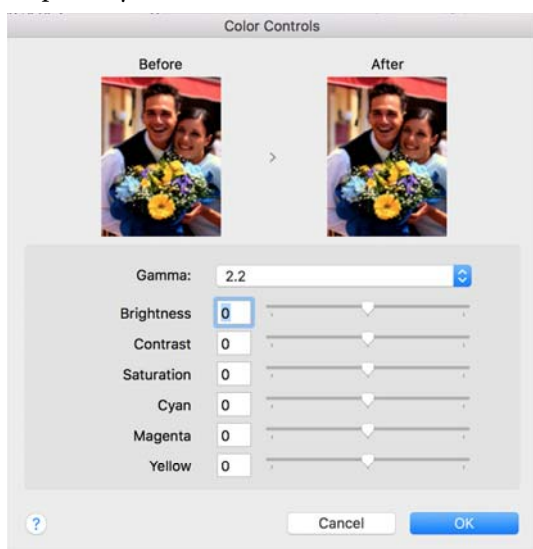 Color Controls
Before After
>
Gamma: 2.2
Brightness 0
Contrast 0
Saturation 0
Cyan 0
Magenta 0
Yellow 0
? Cancel OK